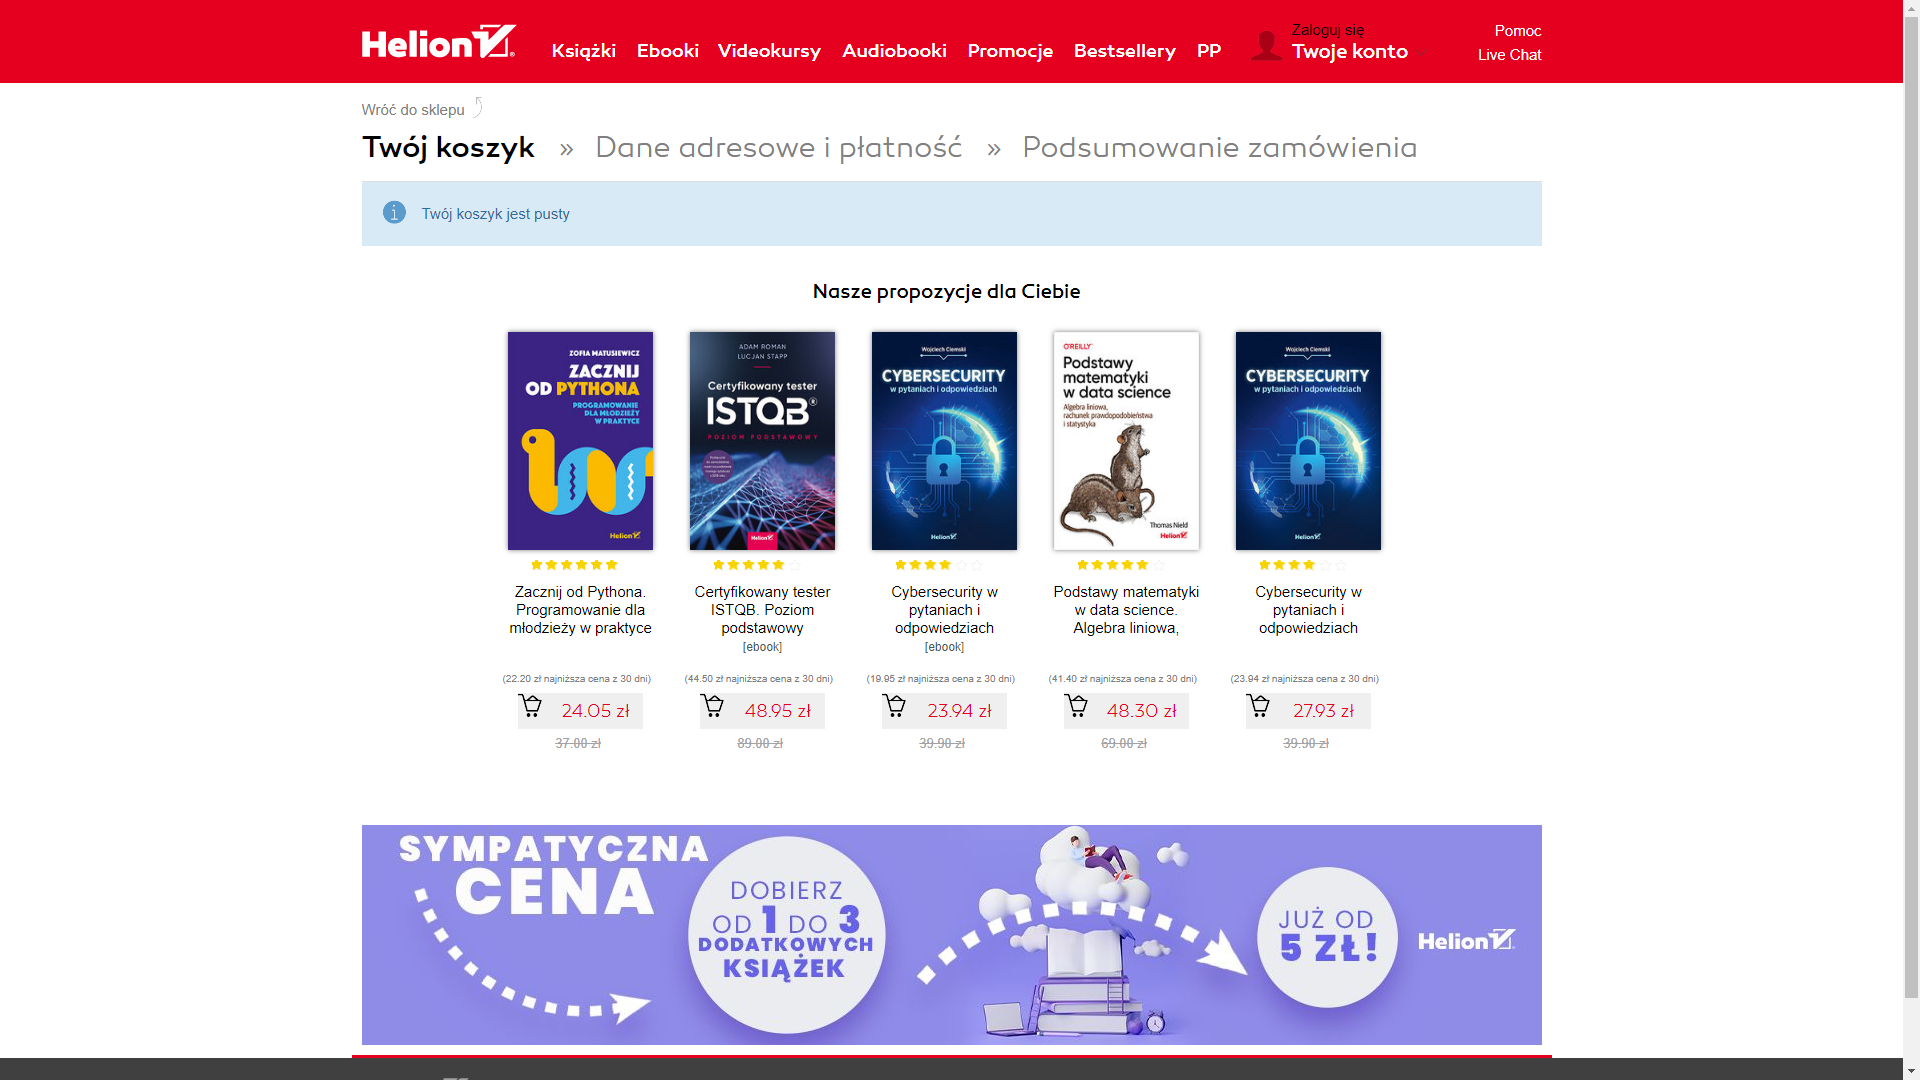 Helion
Książki
Ebooki
Videokursy
Audiobooki
Promocje
Bestsellery
PP
Zaloguj się
Twoje konto
Pomoc
Live Chat
Wróć do sklepu
Twój koszyk » Dane adresowe i płatność » Podsumowanie zamówienia
Twój koszyk jest pusty
Nasze propozycje dla Ciebie
ZOFIA MATUSIEWICZ
ZACZNIJ
OD PYTHONA
PROGRAMOWANIE
DLA MŁODZIEŻY
W PRAKTYCE
Helion
ADAM ROMAN
LUCJAN STAPP
Certyfikowany tester
ISTQB®
POZIOM PODSTAWOWY
Helion
Wojciech Ciemski
CYBERSECURITY
w pytaniach i odpowiedziach
Helion
O'REILLY
Podstawy
matematyki
w data science
Algebra liniowa,
rachunek prawdopodobieństwa
i statystyka
Thomas Nield
Helion
Wojciech Ciemski
CYBERSECURITY
w pytaniach i odpowiedziach
Helion
Zacznij od Pythona.
Programowanie dla
młodzieży w praktyce
Certyfikowany tester
ISTQB. Poziom
podstawowy
[ebook]
Cybersecurity w
pytaniach i
odpowiedziach
[ebook]
Podstawy matematyki
w data science.
Algebra liniowa,
Cybersecurity w
pytaniach i
odpowiedziach
(22.20 zł najniższa cena z 30 dni)
(44.50 zł najniższa cena z 30 dni)
(19.95 zł najniższa cena z 30 dni)
(41.40 zł najniższa cena z 30 dni)
(23.94 zł najniższa cena z 30 dni)
24.05 zł
48.95 zł
23.94 zł
48.30 zł
27.93 zł
37.00 zł
89.00 zł
39.90 zł
69.00 zł
39.90 zł
SYMPATYCZNA
CENA
DOBIERZ
OD 1 DO 3
DODATKOWYCH
KSIĄŻEK
JUŻ OD
5 ZŁ!
Helion